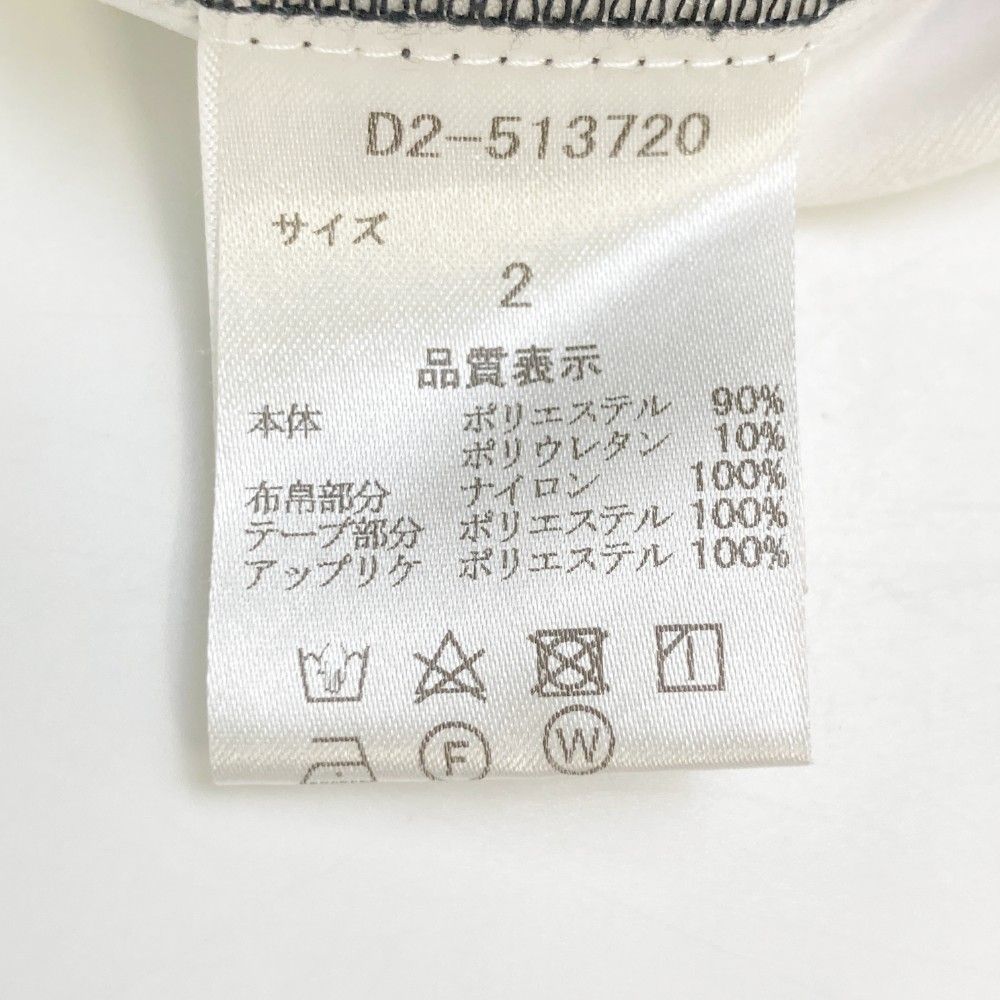 D2-513720
サイズ
2
品質表示
本体 ポリエステル 90%
ポリウレタン 10%
布帛部分 ナイロン 100%
テープ部分 ポリエステル 100%
アップリケ ポリエステル 100%
F W